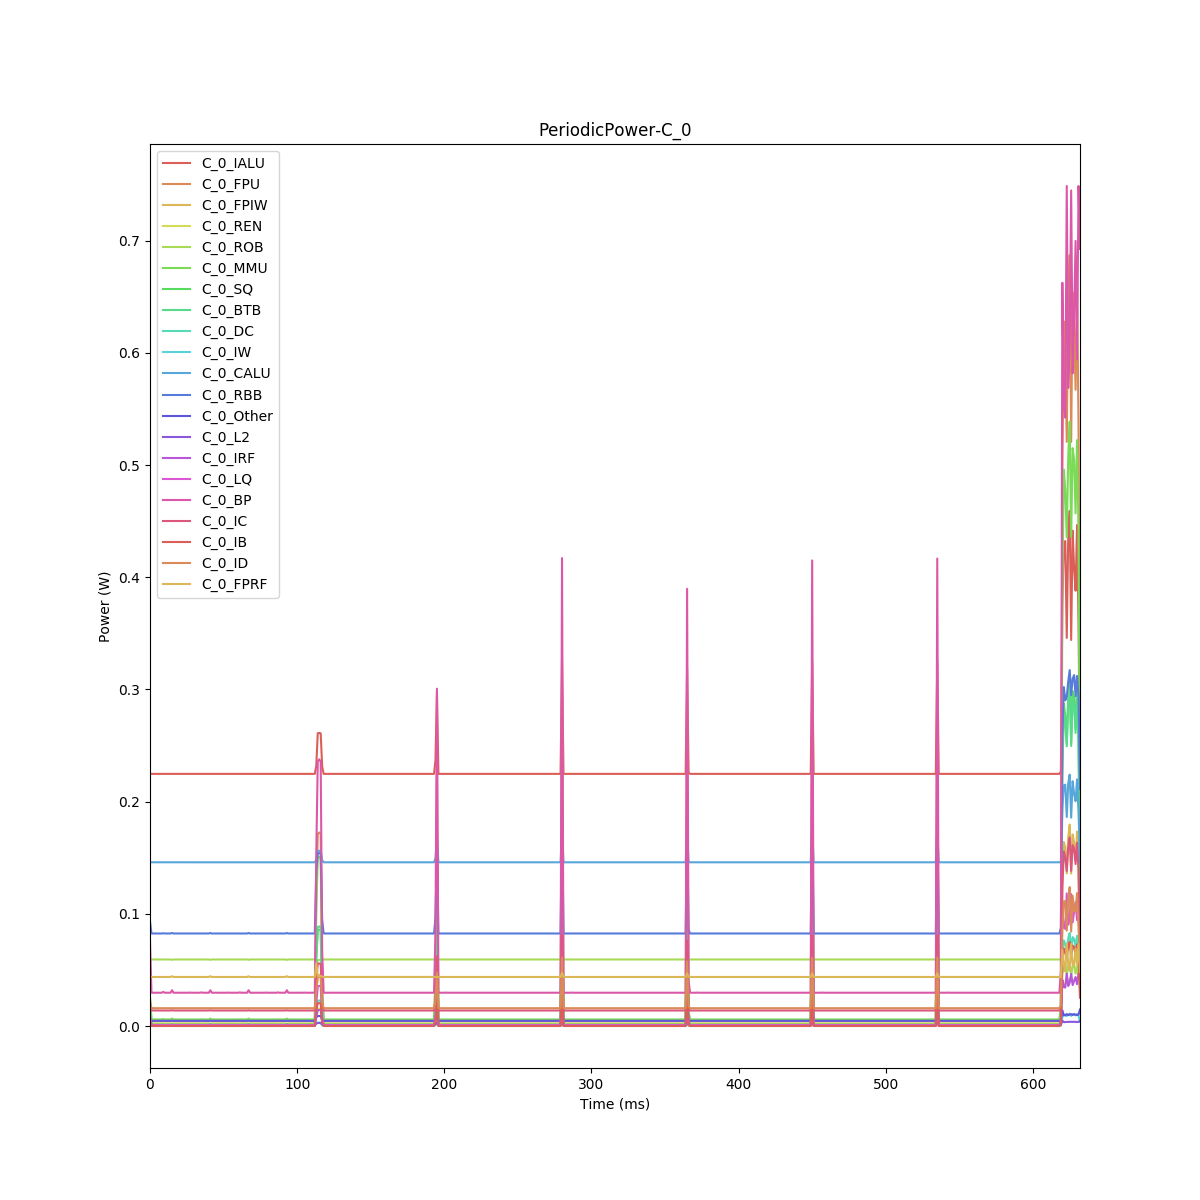 PeriodicPower-C_0
C_0_IALU
C_0_FPU
C_0_FPIW
C_0_REN
C_0_ROB
C_0_MMU
C_0_SQ
C_0_BTB
C_0_DC
C_0_IW
C_0_CALU
C_0_RBB
C_0_Other
C_0_L2
C_0_IRF
C_0_LQ
C_0_BP
C_0_IC
C_0_IB
C_0_ID
C_0_FPRF
0.7
0.6
0.5
0.4
0.3
0.2
0.1
0.0
Power (W)
0 100 200 300 400 500 600
Time (ms)